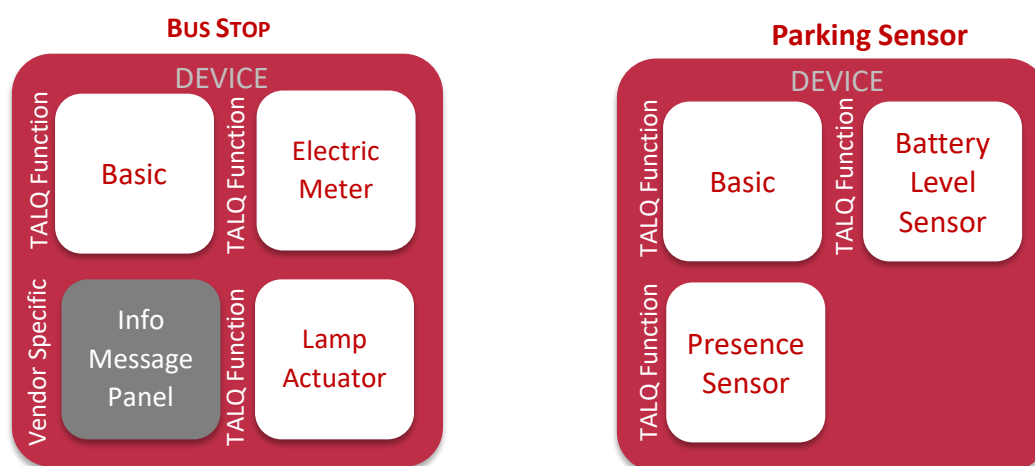 BUS STOP
DEVICE
TALQ Function
Basic
TALQ Function
Electric
Meter
Vendor Specific
Info
Message
Panel
TALQ Function
Lamp
Actuator
Parking Sensor
DEVICE
TALQ Function
Basic
TALQ Function
Battery
Level
Sensor
TALQ Function
Presence
Sensor